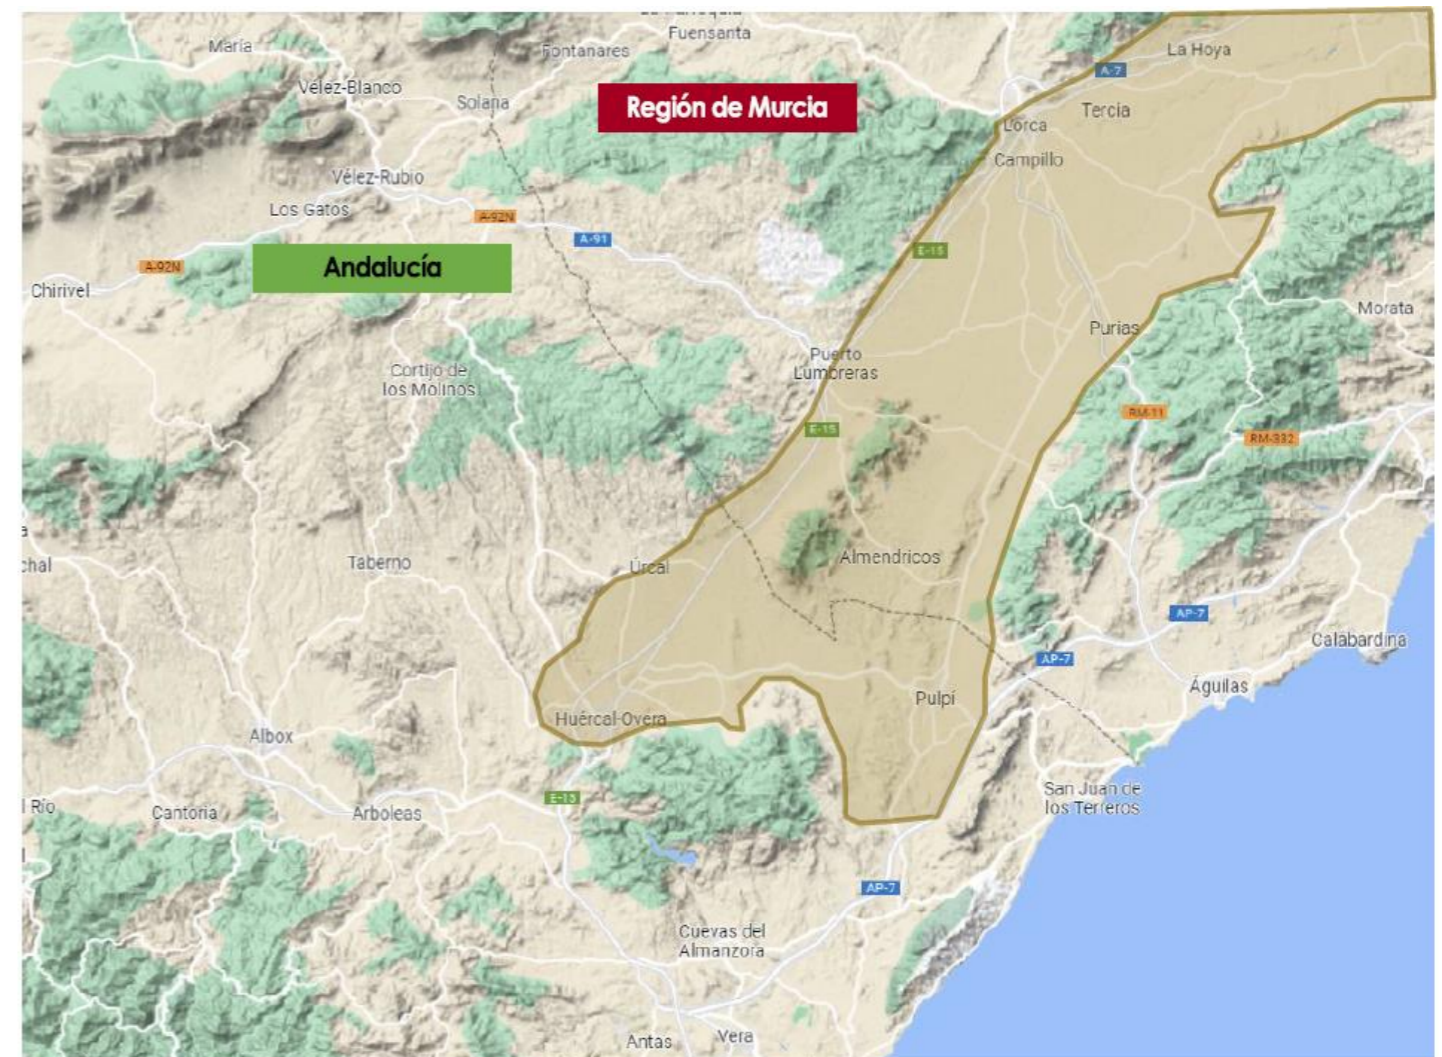 Fuensanta
María
Fontanares
La Hoya
A-7
Vélez-Blanco
Solana
Región de Murcia
Tercia
Lorca
Campillo
Vélez-Rubio
Los Gatos
A-92N
A-91
E-15
A-92N
Andalucía
Chirivel
Morata
Purias
Puerto
Lumbreras
Cortijo de
los Molinos
RM-11
E-15
RM-332
Almendricos
Úrcal
Taberno
chal
AP-7
Calabardina
AP-7
Águilas
Pulpí
Huércal-Overa
Albox
San Juan de
los Terreros
E-15
l Río
Cantoria
Arboleas
AP-7
Cuevas del
Almanzora
Antas
Vera